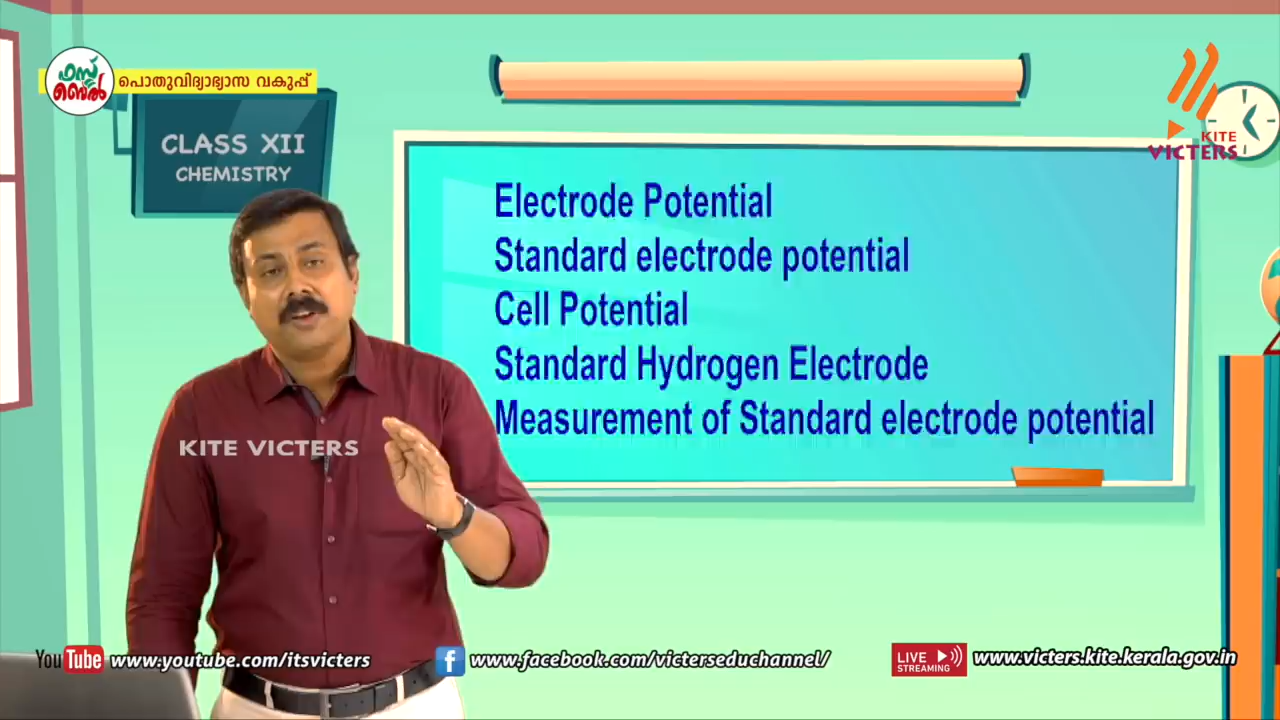 ഫസ്റ്റ് ബെൽ
പൊതുവിദ്യാഭ്യാസ വകുപ്പ്
CLASS XII
CHEMISTRY
KITE
VICTERS
Electrode Potential
Standard electrode potential
Cell Potential
Standard Hydrogen Electrode
Measurement of Standard electrode potential
KITE VICTERS
YouTube www.youtube.com/itsvicters
f www.facebook.com/victerseduchannel/
LIVE STREAMING www.victers.kite.kerala.gov.in